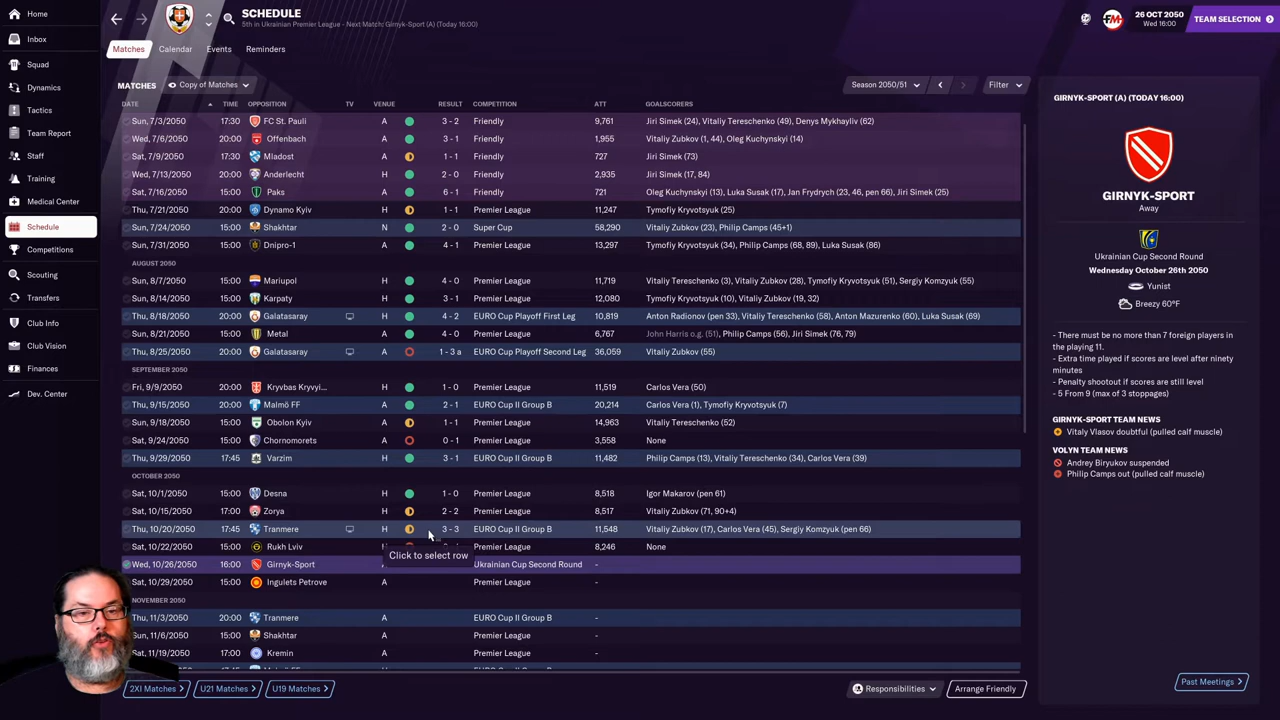 Home
SCHEDULE
5th in Ukrainian Premier League - Next Match: Girnyk-Sport (A) (Today 16:00)
FM
26 OCT 2050
Wed 16:00
TEAM SELECTION
Inbox
Squad
Dynamics
Tactics
Team Report
Staff
Training
Medical Center
Schedule
Competitions
Scouting
Transfers
Club Info
Club Vision
Finances
Dev. Center
Matches Calendar Events Reminders
MATCHES Copy of Matches Season 2050/51 Filter
DATE TIME OPPOSITION TV VENUE RESULT COMPETITION ATT GOALSCORERS
Sun, 7/3/2050 17:30 FC St. Pauli A 3 - 2 Friendly 9,761 Jiri Simek (24), Vitaliy Tereschenko (49), Denys Mykhayliv (62)
Wed, 7/6/2050 20:00 Offenbach A 3 - 1 Friendly 1,955 Vitaliy Zubkov (1, 44), Oleg Kuchynskyi (14)
Sat, 7/9/2050 17:30 Mladost A 1 - 1 Friendly 727 Jiri Simek (73)
Wed, 7/13/2050 20:00 Anderlecht H 2 - 0 Friendly 2,935 Jiri Simek (17, 84)
Sat, 7/16/2050 15:00 Paks A 6 - 1 Friendly 721 Oleg Kuchynskyi (13), Luka Susak (17), Jan Frydrych (23, 46, pen 66), Jiri Simek (25)
Thu, 7/21/2050 20:00 Dynamo Kyiv H 1 - 1 Premier League 11,247 Tymofiy Kryvotsyuk (25)
Sun, 7/24/2050 15:00 Shakhtar N 2 - 0 Super Cup 58,290 Vitaliy Zubkov (23), Philip Camps (45+1)
Sun, 7/31/2050 15:00 Dnipro-1 A 4 - 1 Premier League 13,297 Tymofiy Kryvotsyuk (34), Philip Camps (68, 89), Luka Susak (86)
AUGUST 2050
Sun, 8/7/2050 15:00 Mariupol H 4 - 0 Premier League 11,719 Vitaliy Tereschenko (3), Vitaliy Zubkov (28), Tymofiy Kryvotsyuk (51), Sergiy Komzyuk (55)
Sun, 8/14/2050 15:00 Karpaty H 3 - 1 Premier League 12,080 Tymofiy Kryvotsyuk (10), Vitaliy Zubkov (19, 32)
Thu, 8/18/2050 20:00 Galatasaray H 4 - 2 EURO Cup Playoff First Leg 10,819 Anton Radionov (pen 33), Vitaliy Tereschenko (58), Anton Mazurenko (60), Luka Susak (69)
Sun, 8/21/2050 15:00 Metal A 4 - 0 Premier League 6,767 John Harris o.g. (51), Philip Camps (56), Jiri Simek (76, 79)
Thu, 8/25/2050 20:00 Galatasaray A 1 - 3 a EURO Cup Playoff Second Leg 36,059 Vitaliy Zubkov (55)
SEPTEMBER 2050
Fri, 9/9/2050 20:00 Kryvbas Kryvyi... H 1 - 0 Premier League 11,519 Carlos Vera (50)
Thu, 9/15/2050 20:00 Malmö FF A 2 - 1 EURO Cup II Group B 20,214 Carlos Vera (1), Tymofiy Kryvotsyuk (7)
Sun, 9/18/2050 15:00 Obolon Kyiv A 1 - 1 Premier League 14,963 Vitaliy Tereschenko (52)
Sat, 9/24/2050 15:00 Chornomorets A 0 - 1 Premier League 3,558 None
Thu, 9/29/2050 17:45 Varzim H 3 - 1 EURO Cup II Group B 11,482 Philip Camps (13), Vitaliy Tereschenko (34), Carlos Vera (39)
OCTOBER 2050
Sat, 10/1/2050 15:00 Desna H 1 - 0 Premier League 8,518 Igor Makarov (pen 61)
Sat, 10/15/2050 17:00 Zorya H 2 - 2 Premier League 8,517 Vitaliy Zubkov (71, 90+4)
Thu, 10/20/2050 17:45 Tranmere H 3 - 3 EURO Cup II Group B 11,548 Vitaliy Zubkov (17), Carlos Vera (45), Sergiy Komzyuk (pen 66)
Sat, 10/22/2050 15:00 Rukh Lviv Premier League 8,246 None
Click to select row
Wed, 10/26/2050 16:00 Girnyk-Sport Ukrainian Cup Second Round -
Sat, 10/29/2050 15:00 Ingulets Petrove A Premier League -
NOVEMBER 2050
Thu, 11/3/2050 20:00 Tranmere A EURO Cup II Group B -
Sun, 11/6/2050 15:00 Shakhtar A Premier League -
Sat, 11/19/2050 17:00 Kremin A Premier League -
2XI Matches U21 Matches U19 Matches Responsibilities Arrange Friendly
GIRNYK-SPORT (A) (TODAY 16:00)
GIRNYK-SPORT
Away
Ukrainian Cup Second Round
Wednesday October 26th 2050
Yunist
Breezy 60°F
- There must be no more than 7 foreign players in
the playing 11.
- Extra time played if scores are level after ninety
minutes
- Penalty shootout if scores are still level
- 5 From 9 (max of 3 stoppages)
GIRNYK-SPORT TEAM NEWS
Vitaly Vlasov doubtful (pulled calf muscle)
VOLYN TEAM NEWS
Andrey Biryukov suspended
Philip Camps out (pulled calf muscle)
Past Meetings